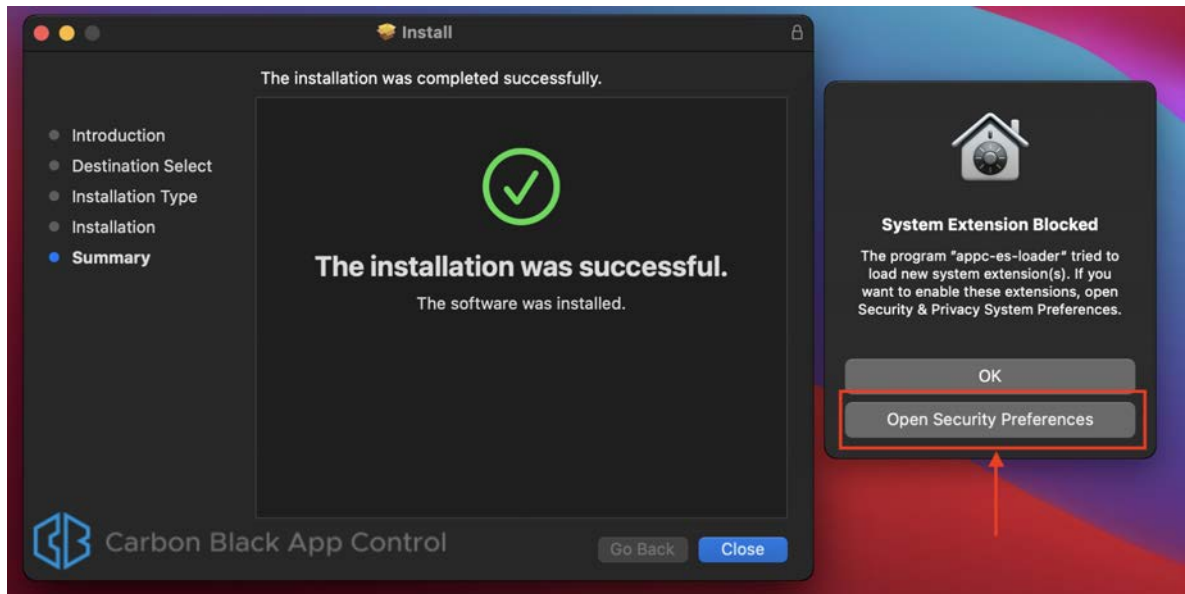 Install
The installation was completed successfully.
Introduction
Destination Select
Installation Type
Installation
Summary
The installation was successful.
The software was installed.
Carbon Black App Control
Go Back
Close
System Extension Blocked
The program "appc-es-loader" tried to
load new system extension(s). If you
want to enable these extensions, open
Security & Privacy System Preferences.
OK
Open Security Preferences